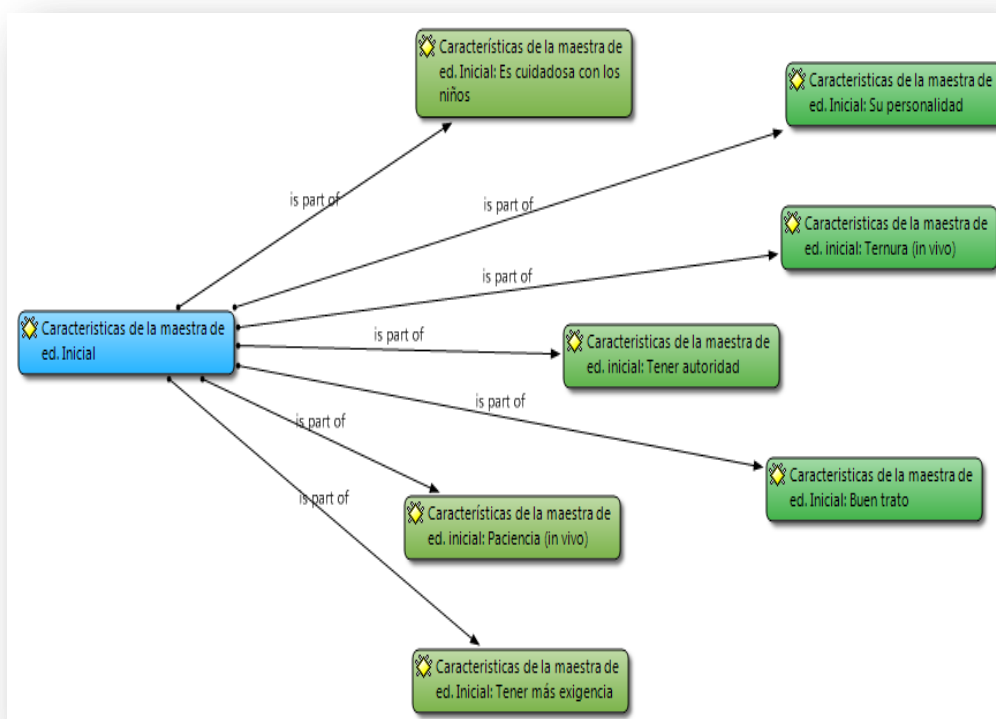 Características de la maestra de
ed. Inicial: Es cuidadosa con los
niños
Caracteristicas de la maestra de
ed. Inicial: Su personalidad
is part of
is part of
Caracteristicas de la maestra de
ed. inicial: Ternura (in vivo)
is part of
Caracteristicas de la maestra de
ed. Inicial
is part of
Caracteristicas de la maestra de
ed. inicial: Tener autoridad
is part of
is part of
Caracteristicas de la maestra de
ed. Inicial: Buen trato
is part of
Características de la maestra de
ed. inicial: Paciencia (in vivo)
Caracteristicas de la maestra de
ed. Inicial: Tener más exigencia